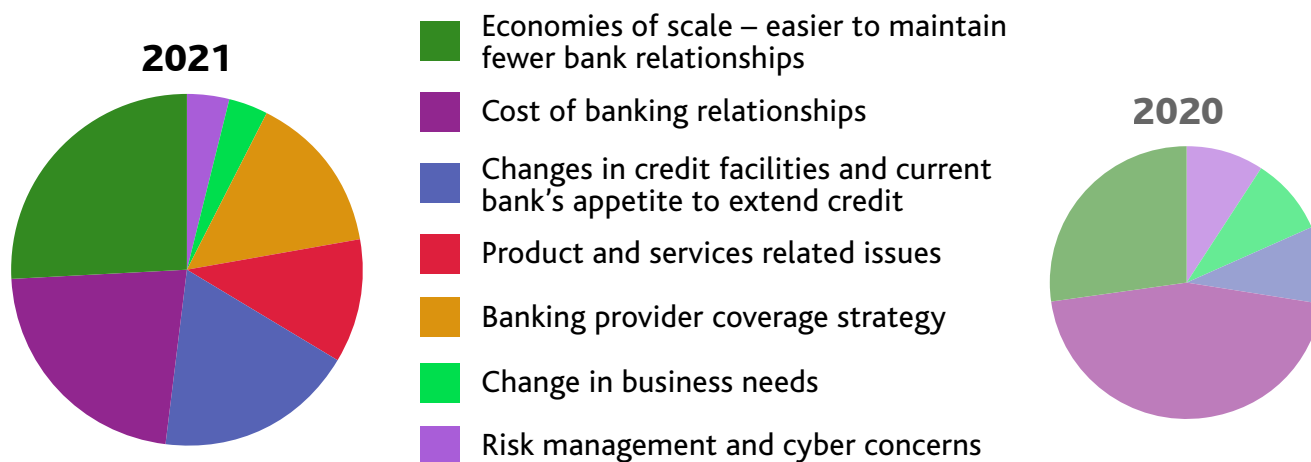 2021
Economies of scale – easier to maintain
fewer bank relationships
Cost of banking relationships
Changes in credit facilities and current
bank’s appetite to extend credit
Product and services related issues
Banking provider coverage strategy
Change in business needs
Risk management and cyber concerns
2020